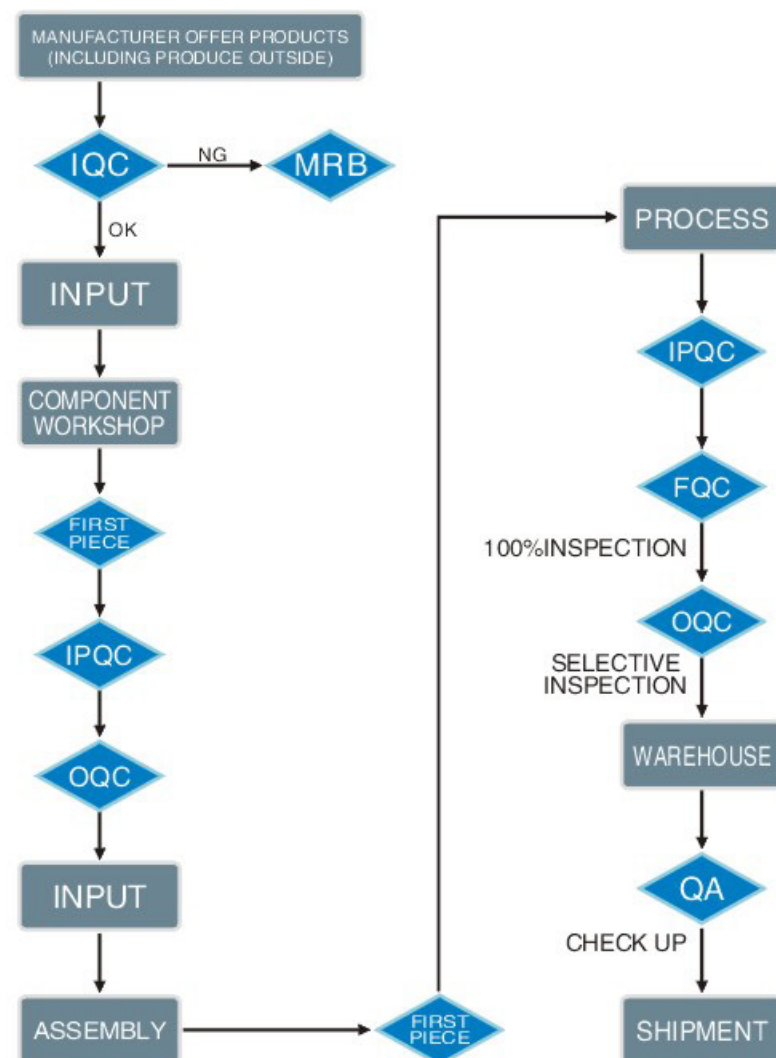 MANUFACTURER OFFER PRODUCTS
(INCLUDING PRODUCE OUTSIDE)
IQC
NG
MRB
OK
INPUT
COMPONENT
WORKSHOP
FIRST
PIECE
IPQC
OQC
INPUT
ASSEMBLY
FIRST
PIECE
PROCESS
IPQC
FQC
100%INSPECTION
OQC
SELECTIVE
INSPECTION
WAREHOUSE
QA
CHECK UP
SHIPMENT